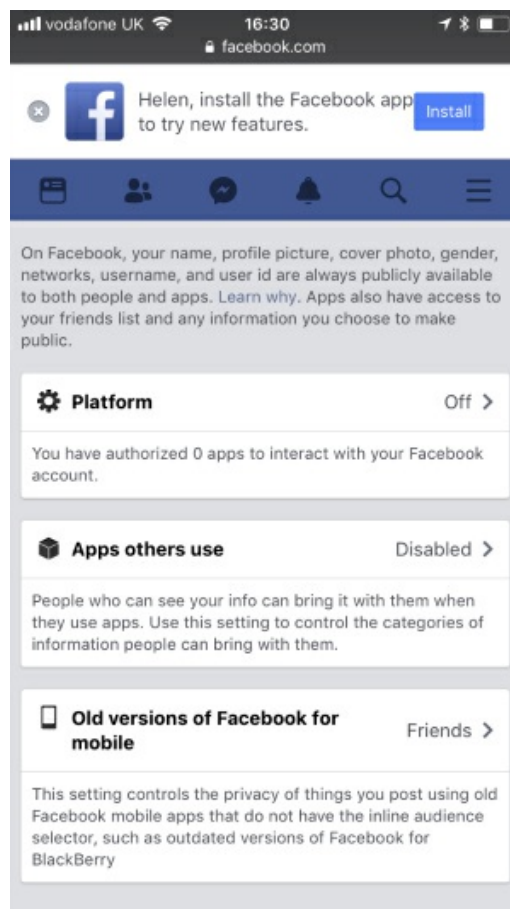 vodafone UK 16:30
facebook.com
Helen, install the Facebook app
to try new features.
Install
On Facebook, your name, profile picture, cover photo, gender,
networks, username, and user id are always publicly available
to both people and apps. Learn why. Apps also have access to
your friends list and any information you choose to make
public.
Platform Off
You have authorized 0 apps to interact with your Facebook
account.
Apps others use Disabled
People who can see your info can bring it with them when
they use apps. Use this setting to control the categories of
information people can bring with them.
Old versions of Facebook for
mobile
Friends
This setting controls the privacy of things you post using old
Facebook mobile apps that do not have the inline audience
selector, such as outdated versions of Facebook for
BlackBerry